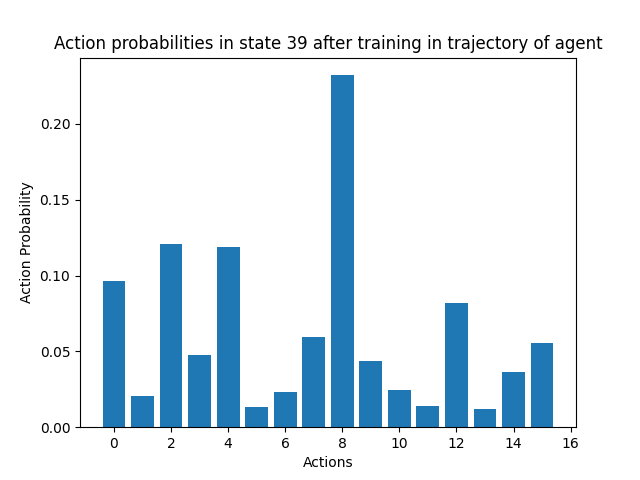 Action probabilities in state 39 after training in trajectory of agent
0.20
0.15
0.10
0.05
0.00
Action Probability
0 2 4 6 8 10 12 14 16
Actions